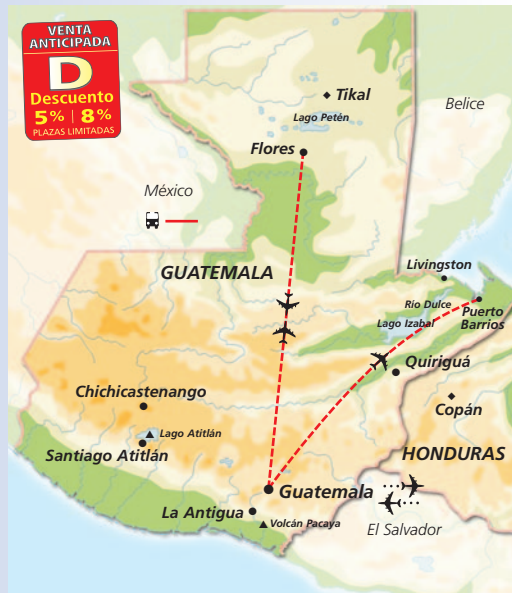 VENTA
ANTICIPADA
D
Descuento
5% | 8%
PLAZAS LIMITADAS
Tikal
Lago Petén
Belice
Flores
México
GUATEMALA
Livingston
Rio Dulce
Puerto
Barrios
Lago Izabal
Quiriguá
Chichicastenango
Copán
Lago Atitlán
Santiago Atitlán
HONDURAS
Guatemala
La Antigua
Volcán Pacaya
El Salvador